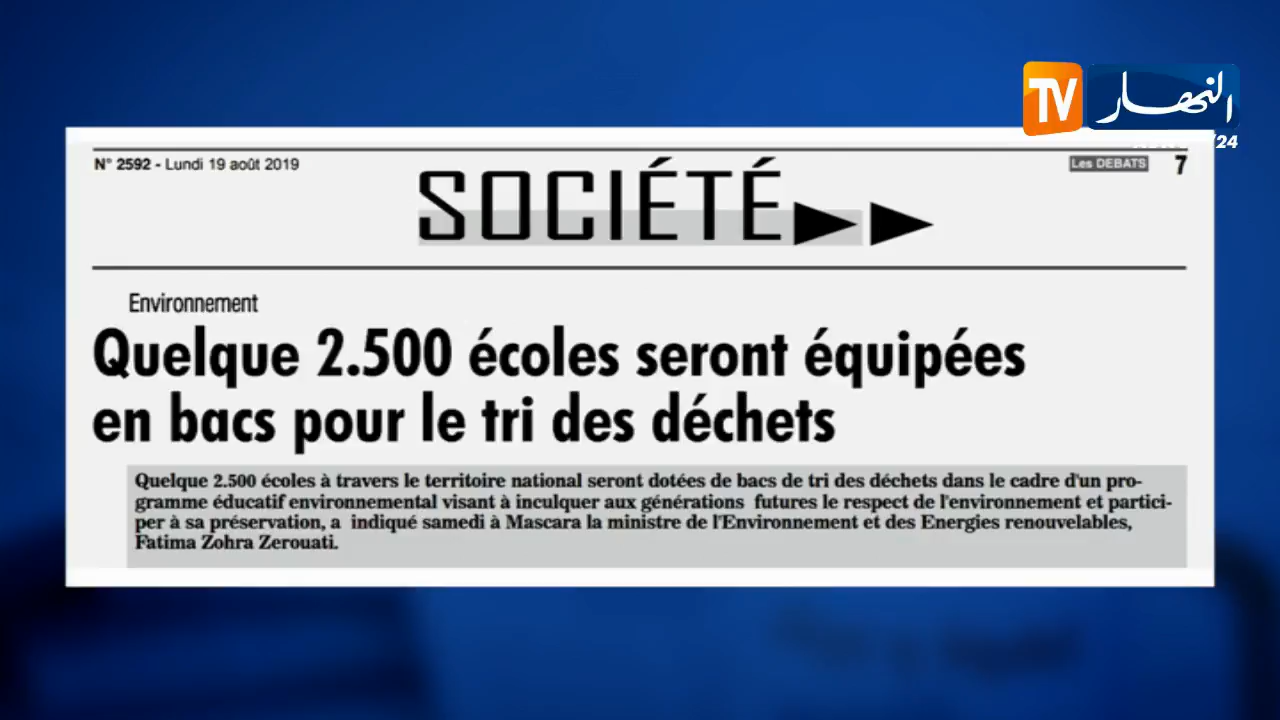 TV النهار
/24
N° 2592 - Lundi 19 août 2019
Les DEBATS 7
SOCIÉTÉ
Environnement
Quelque 2.500 écoles seront équipées
en bacs pour le tri des déchets
Quelque 2.500 écoles à travers le territoire national seront dotées de bacs de tri des déchets dans le cadre d'un pro-
gramme éducatif environnemental visant à inculquer aux générations futures le respect de l'environnement et partici-
per à sa préservation, a indiqué samedi à Mascara la ministre de l'Environnement et des Energies renouvelables,
Fatima Zohra Zerouati.